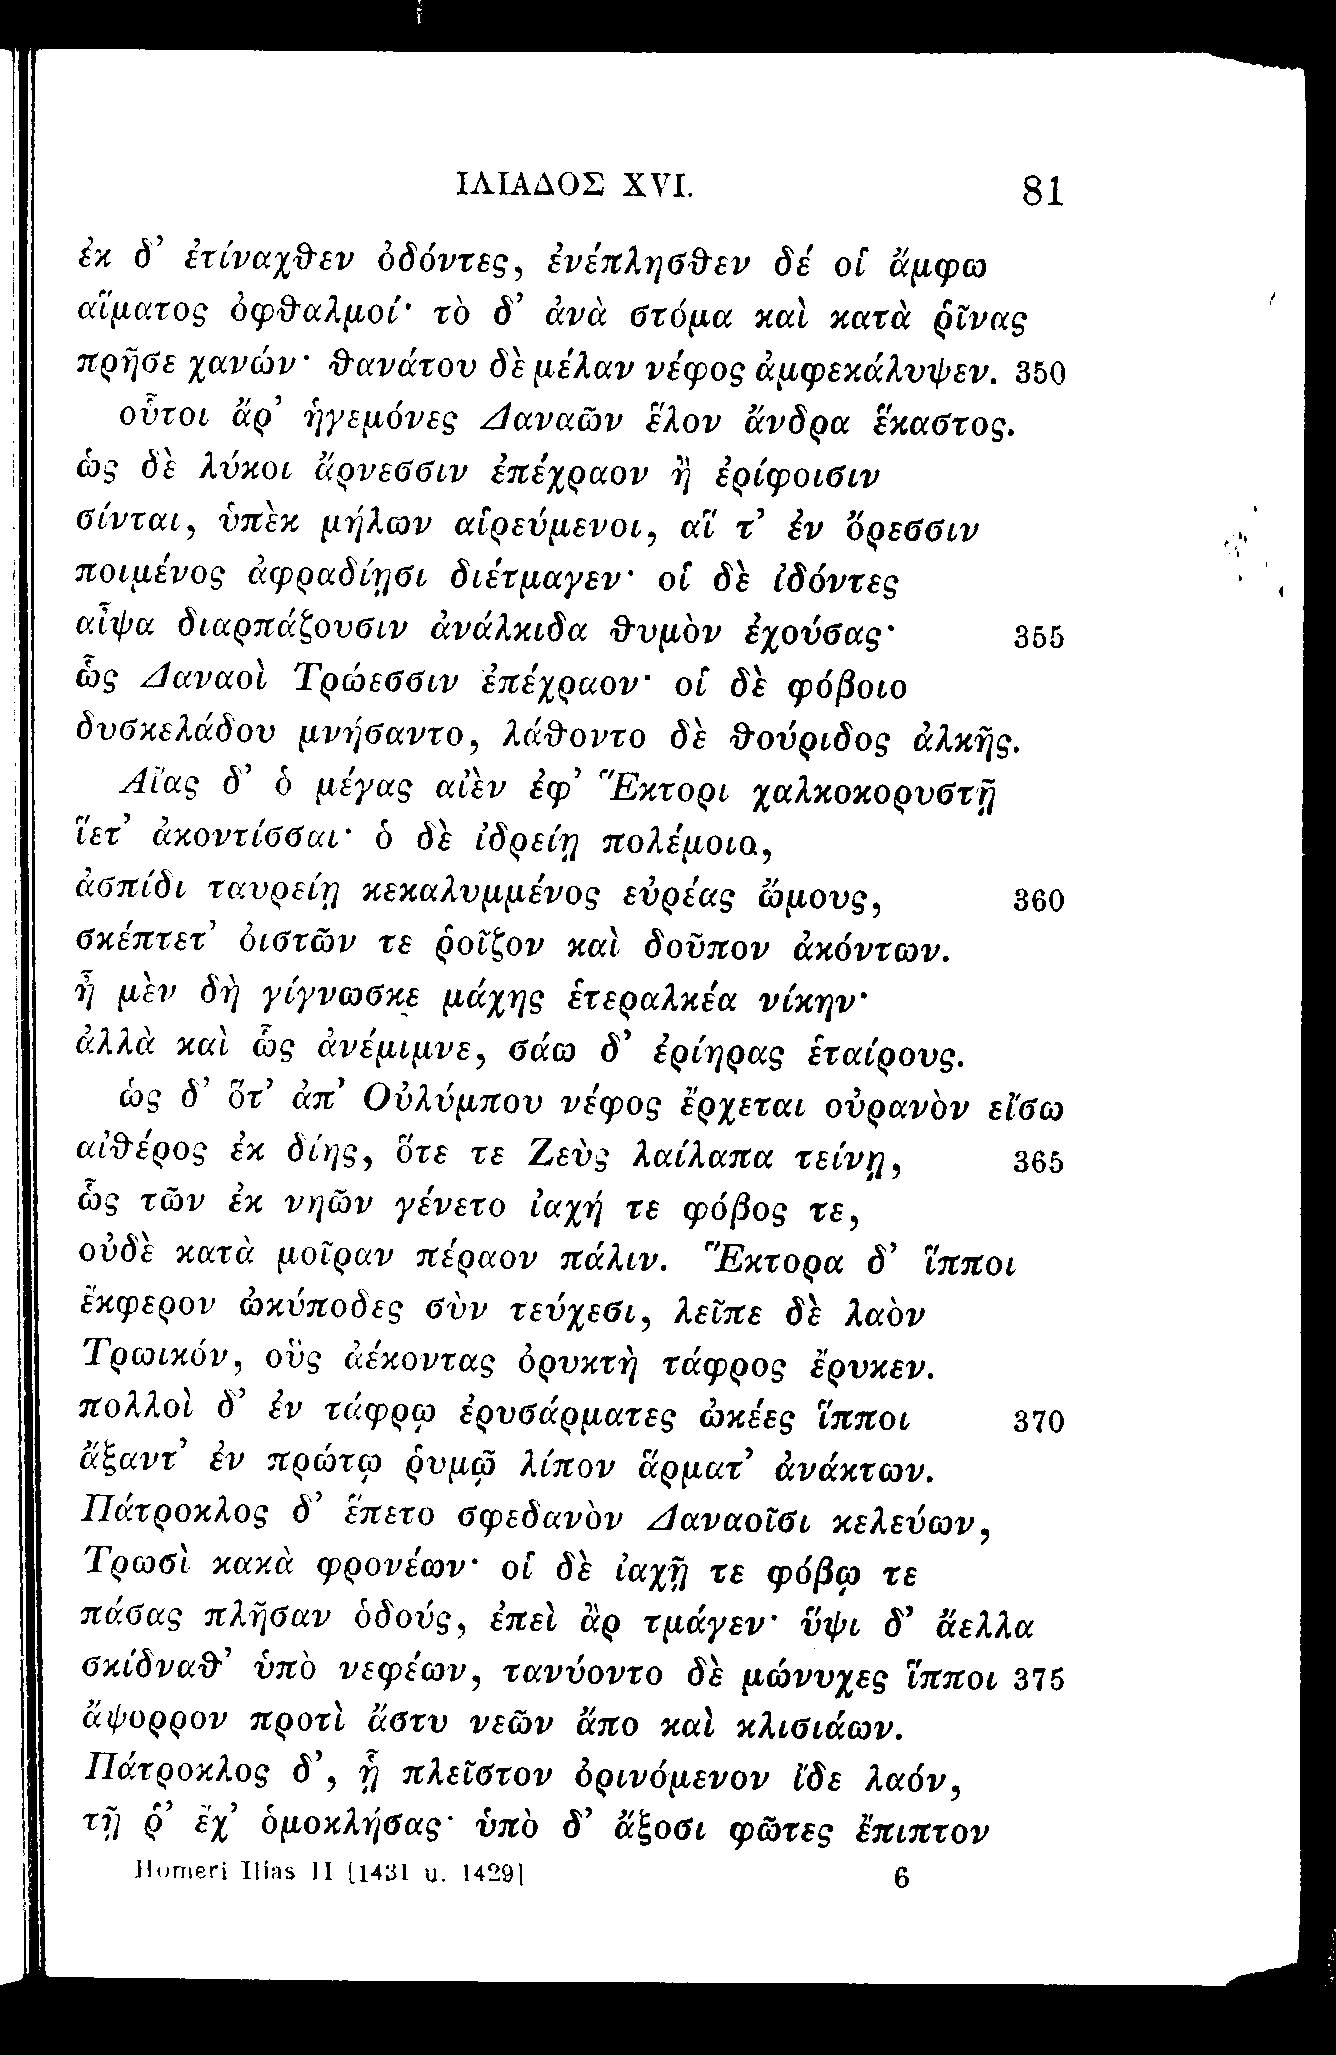 ΙΛΙΑΔΟΣ XVI. 81
ἐκ δ’ ἐτίναχθεν ὀδόντες, ἐνέπλησθεν δέ οἱ ἄμφω
αἵματος ὀφθαλμοί· τὸ δ’ ἀνὰ στόμα καὶ κατὰ ῥῖνας
πρῆσε χανών· θανάτου δὲ μέλαν νέφος ἀμφεκάλυψεν. 350
οὗτοι ἄρ’ ἡγεμόνες Δαναῶν ἕλον ἄνδρα ἕκαστος.
ὡς δὲ λύκοι ἄρνεσσιν ἐπέχραον ἢ ἐρίφοισιν
σίνται, ὑπὲκ μήλων αἱρεύμενοι, αἵ τ’ ἐν ὄρεσσιν
ποιμένος ἀφραδίῃσι διέτμαγεν· οἱ δὲ ἰδόντες
αἶψα διαρπάζουσιν ἀνάλκιδα θυμὸν ἐχούσας· 355
ὣς Δαναοὶ Τρώεσσιν ἐπέχραον· οἱ δὲ φόβοιο
δυσκελάδου μνήσαντο, λάθοντο δὲ θούριδος ἀλκῆς.
Αἴας δ’ ὁ μέγας αἰὲν ἐφ’ Ἕκτορι χαλκοκορυστῇ
ἵετ’ ἀκοντίσσαι· ὁ δὲ ἰδρείῃ πολέμοιο,
ἀσπίδι ταυρείῃ κεκαλυμμένος εὐρέας ὤμους, 360
σκέπτετ’ ὀιστῶν τε ῥοῖζον καὶ δοῦπον ἀκόντων.
ἦ μὲν δὴ γίγνωσκε μάχης ἑτεραλκέα νίκην·
ἀλλὰ καὶ ὧς ἀνέμιμνε, σάω δ’ ἐρίηρας ἑταίρους.
ὡς δ’ ὅτ’ ἀπ’ Οὐλύμπου νέφος ἔρχεται οὐρανὸν εἴσω
αἰθέρος ἐκ δίης, ὅτε τε Ζεὺς λαίλαπα τείνῃ, 365
ὣς τῶν ἐκ νηῶν γένετο ἰαχή τε φόβος τε,
οὐδὲ κατὰ μοῖραν πέραον πάλιν. Ἕκτορα δ’ ἵπποι
ἔκφερον ὠκύποδες σὺν τεύχεσι, λεῖπε δὲ λαὸν
Τρωικόν, οὓς ἀέκοντας ὀρυκτὴ τάφρος ἔρυκεν.
πολλοὶ δ’ ἐν τάφρῳ ἐρυσάρματες ὠκέες ἵπποι 370
ἄξαντ’ ἐν πρώτῳ ῥυμῷ λίπον ἅρματ’ ἀνάκτων.
Πάτροκλος δ’ ἕπετο σφεδανὸν Δαναοῖσι κελεύων,
Τρωσὶ κακὰ φρονέων· οἱ δὲ ἰαχῇ τε φόβῳ τε
πάσας πλῆσαν ὁδούς, ἐπεὶ ἂρ τμάγεν· ὕψι δ’ ἄελλα
σκίδναθ’ ὑπὸ νεφέων, τανύοντο δὲ μώνυχες ἵπποι 375
ἄψορρον προτὶ ἄστυ νεῶν ἄπο καὶ κλισιάων.
Πάτροκλος δ’, ᾗ πλεῖστον ὀρινόμενον ἴδε λαόν,
τῇ ῥ’ ἔχ’ ὁμοκλήσας· ὑπὸ δ’ ἄξοσι φῶτες ἔπιπτον
Homeri Ilias II [1431 u. 1429] 6